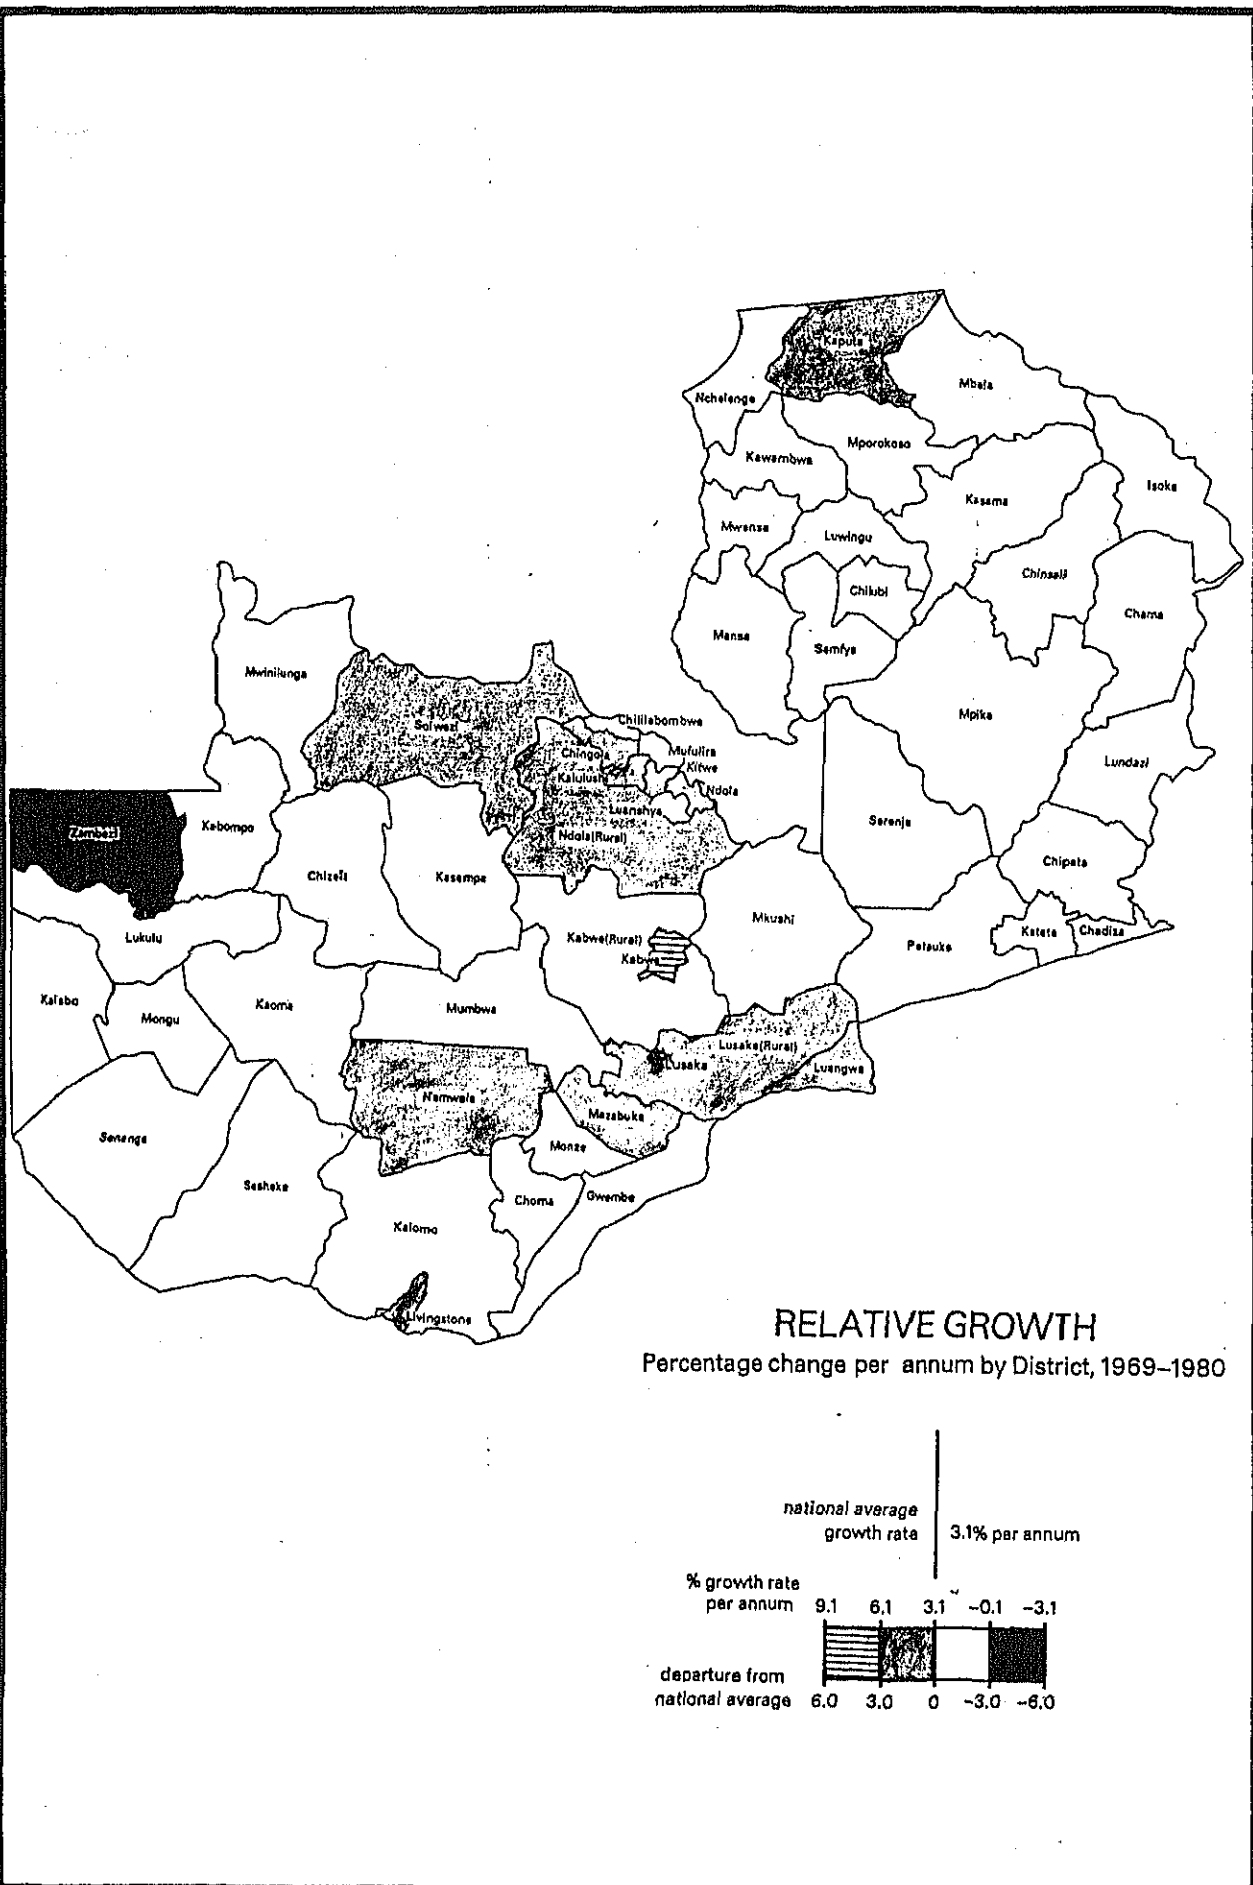 Kaputa
Mbala
Nchelenge
Mporokoso
Kawambwa
Isoka
Kasama
Mwense
Luwingu
Chinsali
Chilubi
Chama
Mansa
Samfya
Mwinilunga
Mpika
Chililabombwe
Solwezi
Mufulira
Chingola
Lundazi
Kitwe
Kalulushi
Ndola
Luanshya
Serenje
Zambezi
Kabompo
Ndola(Rural)
Chipata
Chizela
Kasempa
Mkushi
Katete
Chadiza
Lukulu
Kabwe(Rural)
Petauke
Kabwe
Kalabo
Kaoma
Mumbwa
Mongu
Lusaka(Rural)
Lusaka
Luangwa
Namwala
Mazabuka
Senanga
Monze
Sesheke
Choma
Gwembe
Kalomo
Livingstone
RELATIVE GROWTH
Percentage change per annum by District, 1969–1980
national average
growth rate 3.1% per annum
% growth rate
per annum 9.1 6.1 3.1 -0.1 -3.1
departure from
national average 6.0 3.0 0 -3.0 -6.0